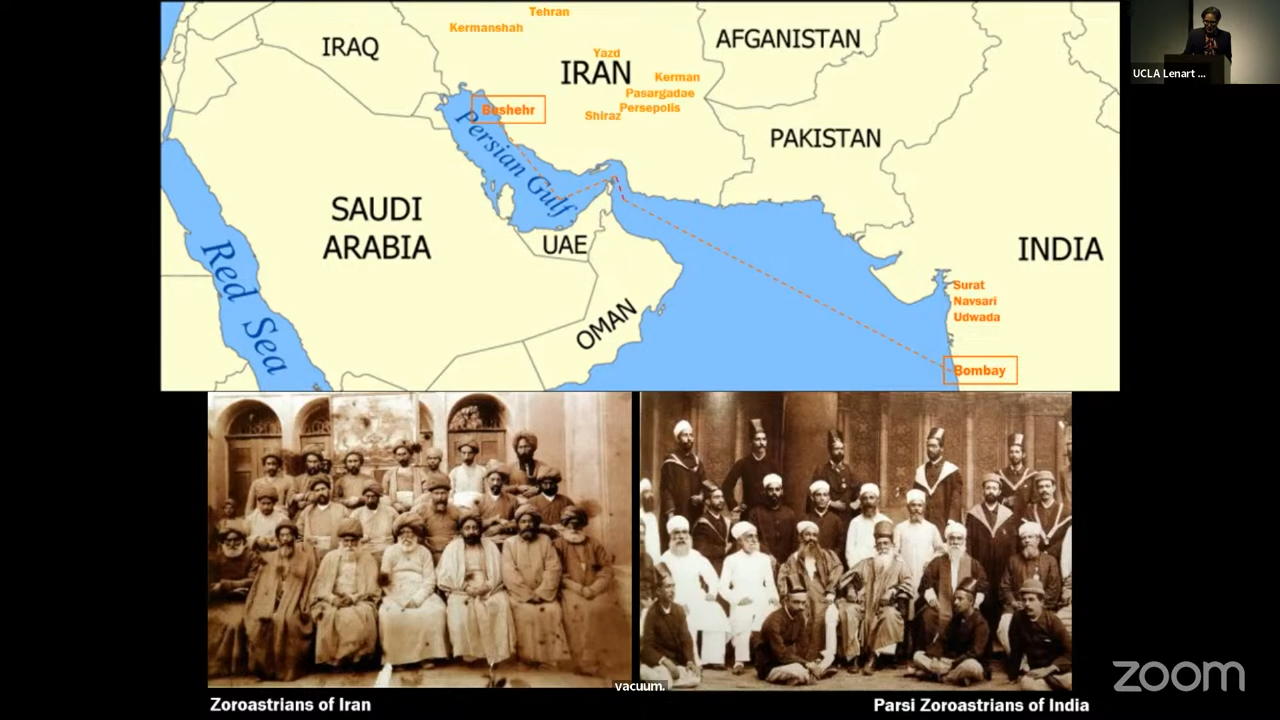 Tehran
Kermanshah
IRAQ
AFGANISTAN
Yazd
IRAN
Kerman
Pasargadae
Persepolis
Shiraz
Bushehr
Persian Gulf
PAKISTAN
SAUDI
ARABIA
UAE
OMAN
INDIA
Red Sea
Surat
Navsari
Udwada
Bombay
UCLA Lenart ...
vacuum.
zoom
Zoroastrians of Iran
Parsi Zoroastrians of India